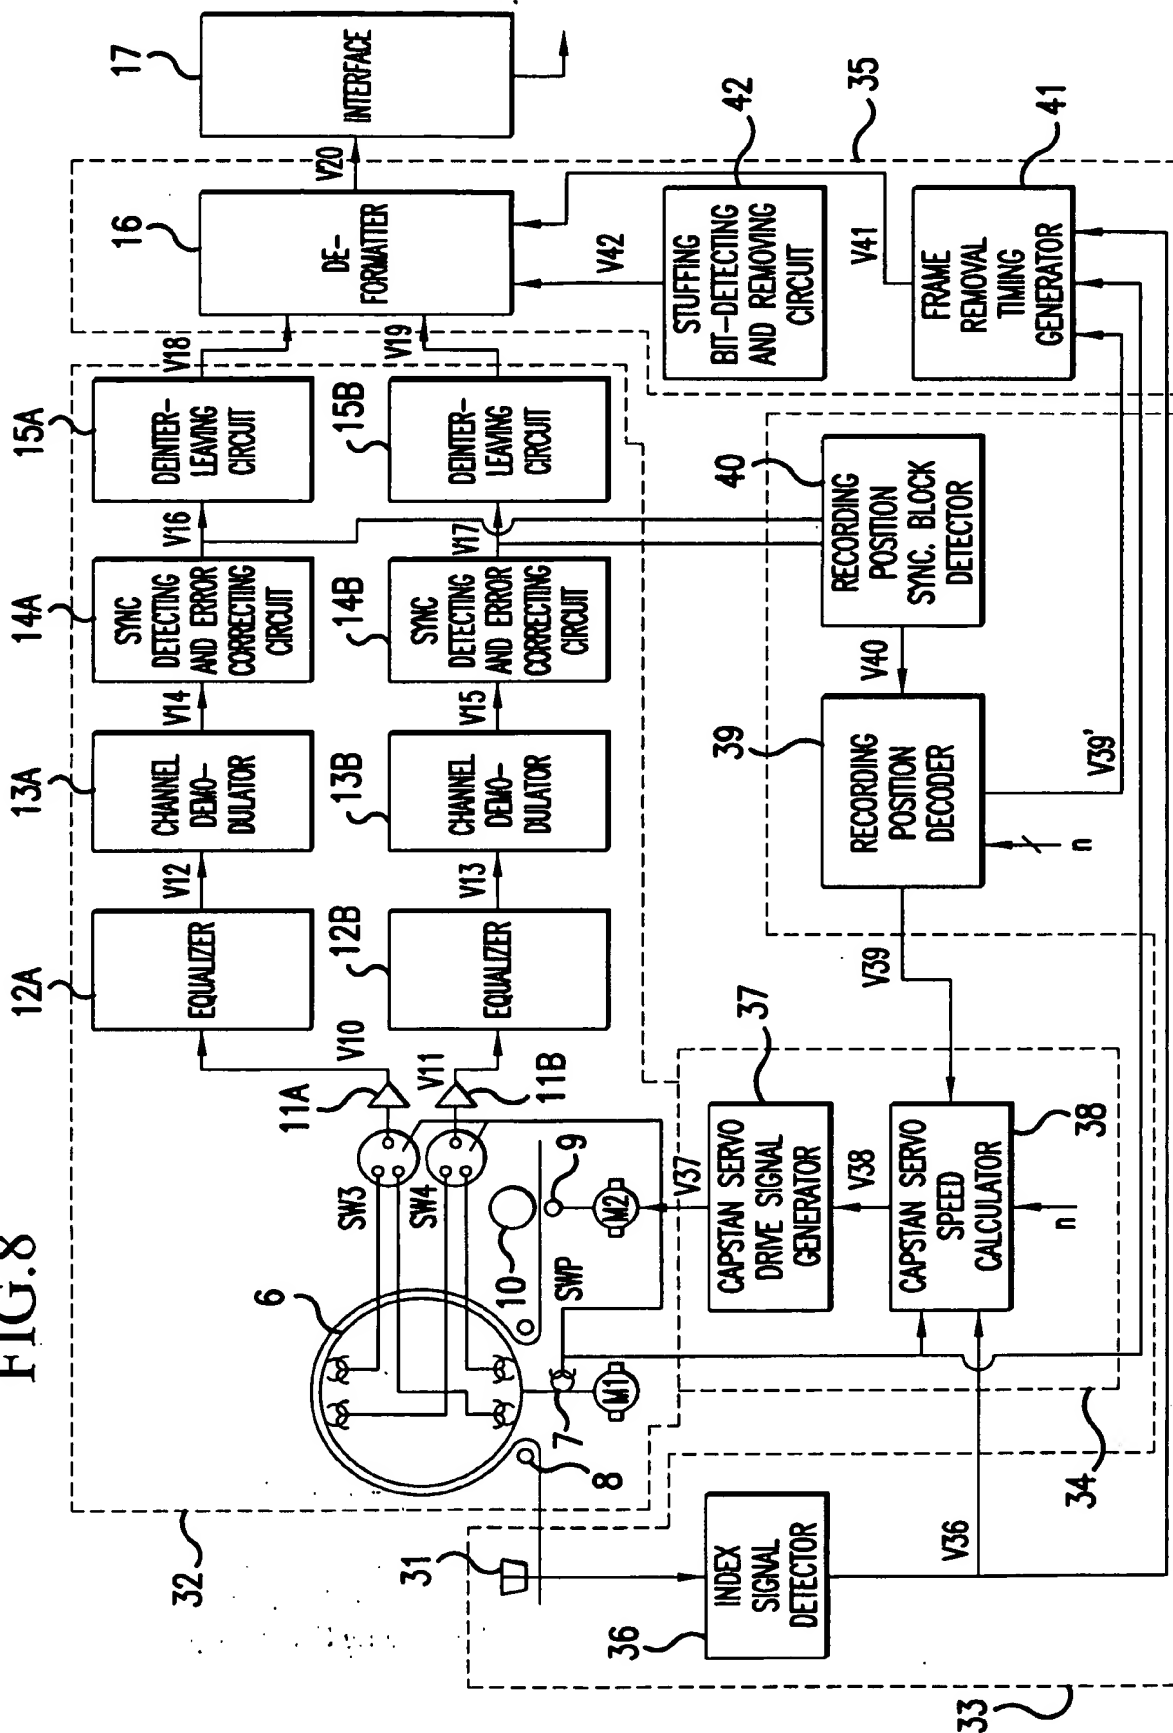 FIG.8
32
12A
13A
14A
15A
16
17
EQUALIZER
V12
CHANNEL
DEMO-
DULATOR
V14
SYNC
DETECTING
AND ERROR
CORRECTING
CIRCUIT
V16
DEINTER-
LEAVING
CIRCUIT
V18
DE-
FORMATTER
V20
INTERFACE
6
SW3
SW4
11A
V10
V11
11B
12B
13B
14B
15B
EQUALIZER
V13
CHANNEL
DEMO-
DULATOR
V15
SYNC
DETECTING
AND ERROR
CORRECTING
CIRCUIT
V17
DEINTER-
LEAVING
CIRCUIT
V19
31
8
7
10
9
SWP
M1
M2
V37
V42
36
INDEX
SIGNAL
DETECTOR
37
CAPSTAN SERVO
DRIVE SIGNAL
GENERATOR
42
STUFFING
BIT-DETECTING
AND REMOVING
CIRCUIT
V38
V39
39
RECORDING
POSITION
DECODER
V40
40
RECORDING
POSITION
SYNC. BLOCK
DETECTOR
V41
35
CAPSTAN SERVO
SPEED
CALCULATOR
38
FRAME
REMOVAL
TIMING
GENERATOR
41
V36
n
n
V39'
34
33